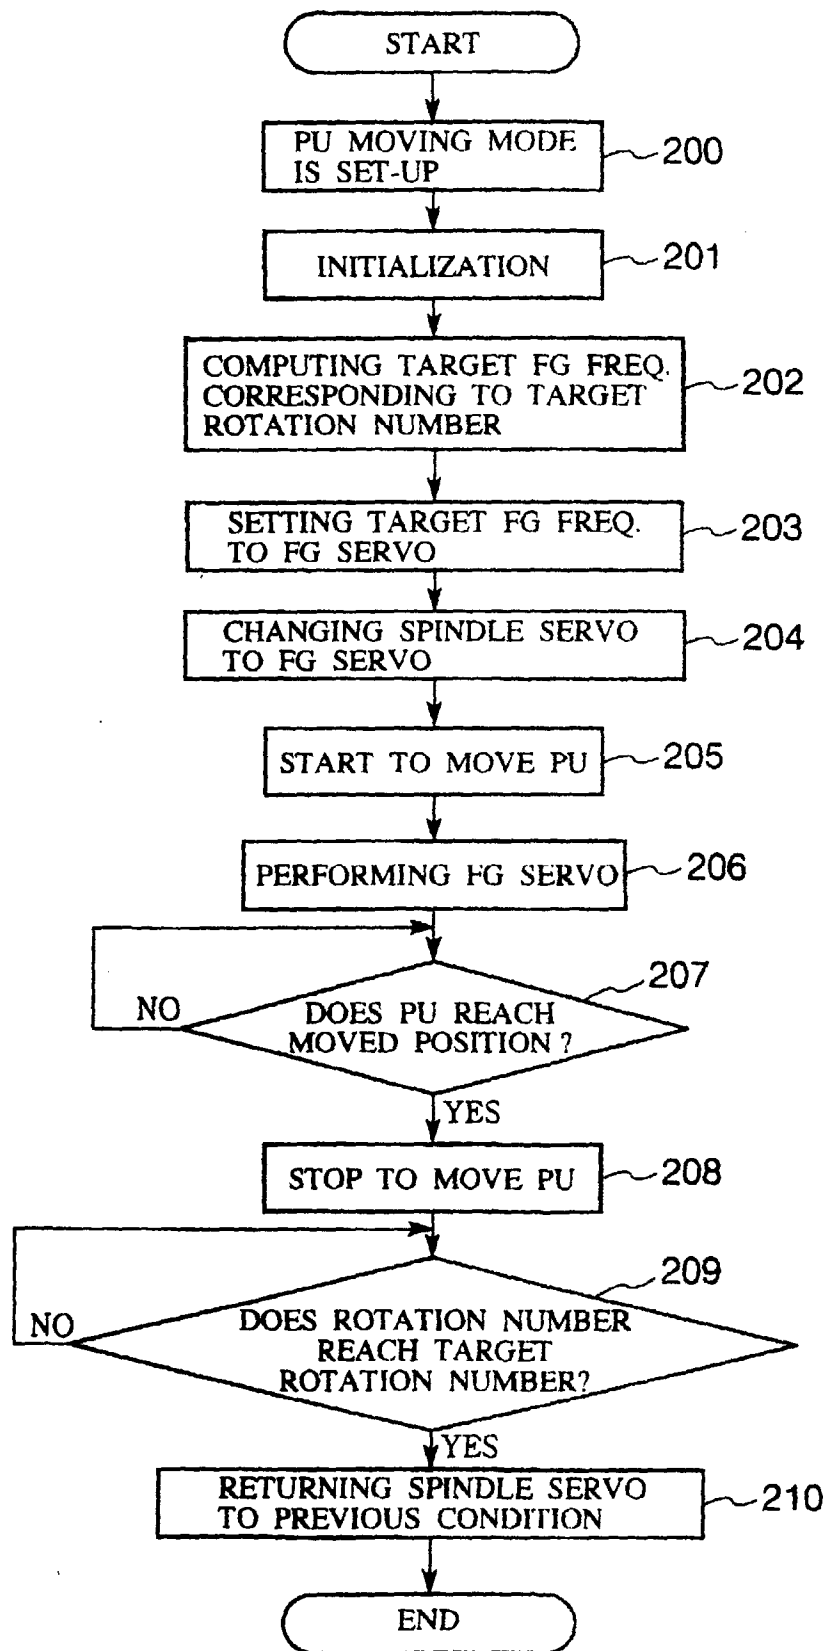 START
PU MOVING MODE
IS SET-UP
200
INITIALIZATION
201
COMPUTING TARGET FG FREQ.
CORRESPONDING TO TARGET
ROTATION NUMBER
202
SETTING TARGET FG FREQ.
TO FG SERVO
203
CHANGING SPINDLE SERVO
TO FG SERVO
204
START TO MOVE PU
205
PERFORMING FG SERVO
206
207
DOES PU REACH
MOVED POSITION?
NO
YES
STOP TO MOVE PU
208
209
DOES ROTATION NUMBER
REACH TARGET
ROTATION NUMBER?
NO
YES
RETURNING SPINDLE SERVO
TO PREVIOUS CONDITION
210
END